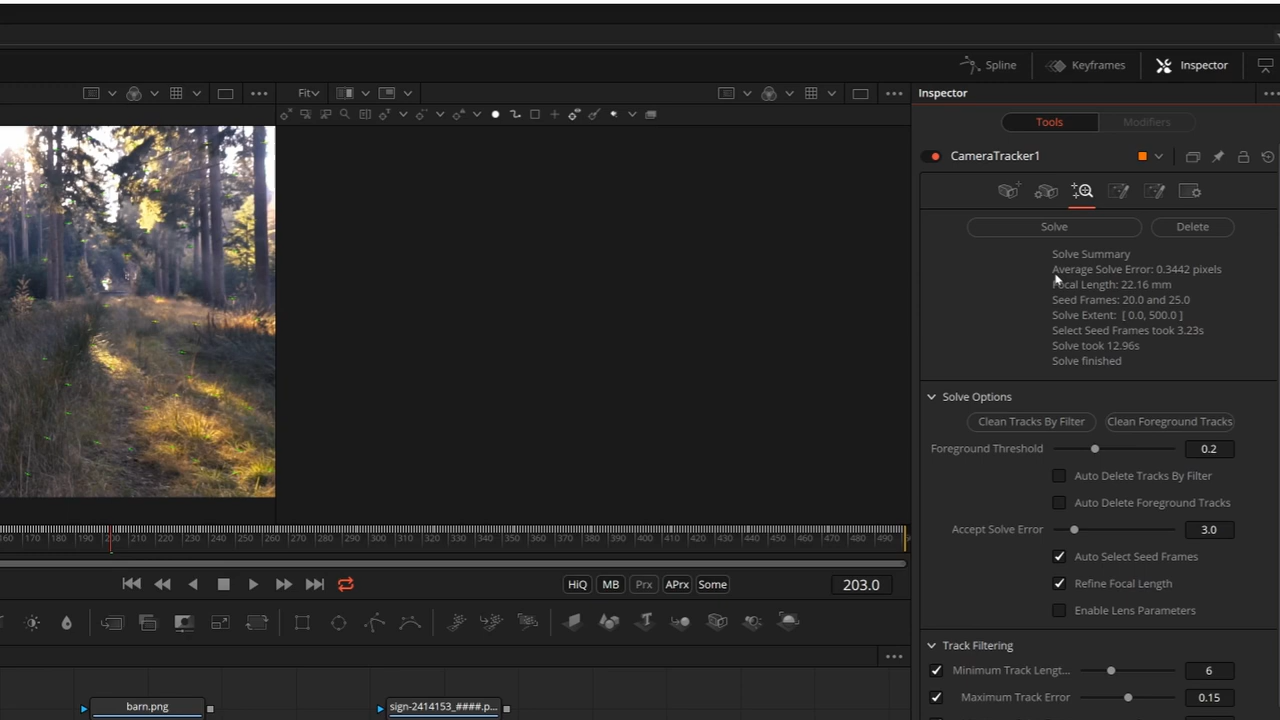 Spline Keyframes Inspector
Fit Inspector
Tools Modifiers
CameraTracker1
Solve Delete
Solve Summary
Average Solve Error: 0.3442 pixels
Focal Length: 22.16 mm
Seed Frames: 20.0 and 25.0
Solve Extent: [ 0.0, 500.0 ]
Select Seed Frames took 3.23s
Solve took 12.96s
Solve finished
Solve Options
Clean Tracks By Filter Clean Foreground Tracks
Foreground Threshold 0.2
Auto Delete Tracks By Filter
Auto Delete Foreground Tracks
Accept Solve Error 3.0
160 170 180 190 200 210 220 230 240 250 260 270 280 290 300 310 320 330 340 350 360 370 380 390 400 410 420 430 440 450 460 470 480 490
Auto Select Seed Frames
HiQ MB Prx APrx Some 203.0
Refine Focal Length
Enable Lens Parameters
Track Filtering
Minimum Track Lengt... 6
Maximum Track Error 0.15
barn.png sign-2414153_####.p...